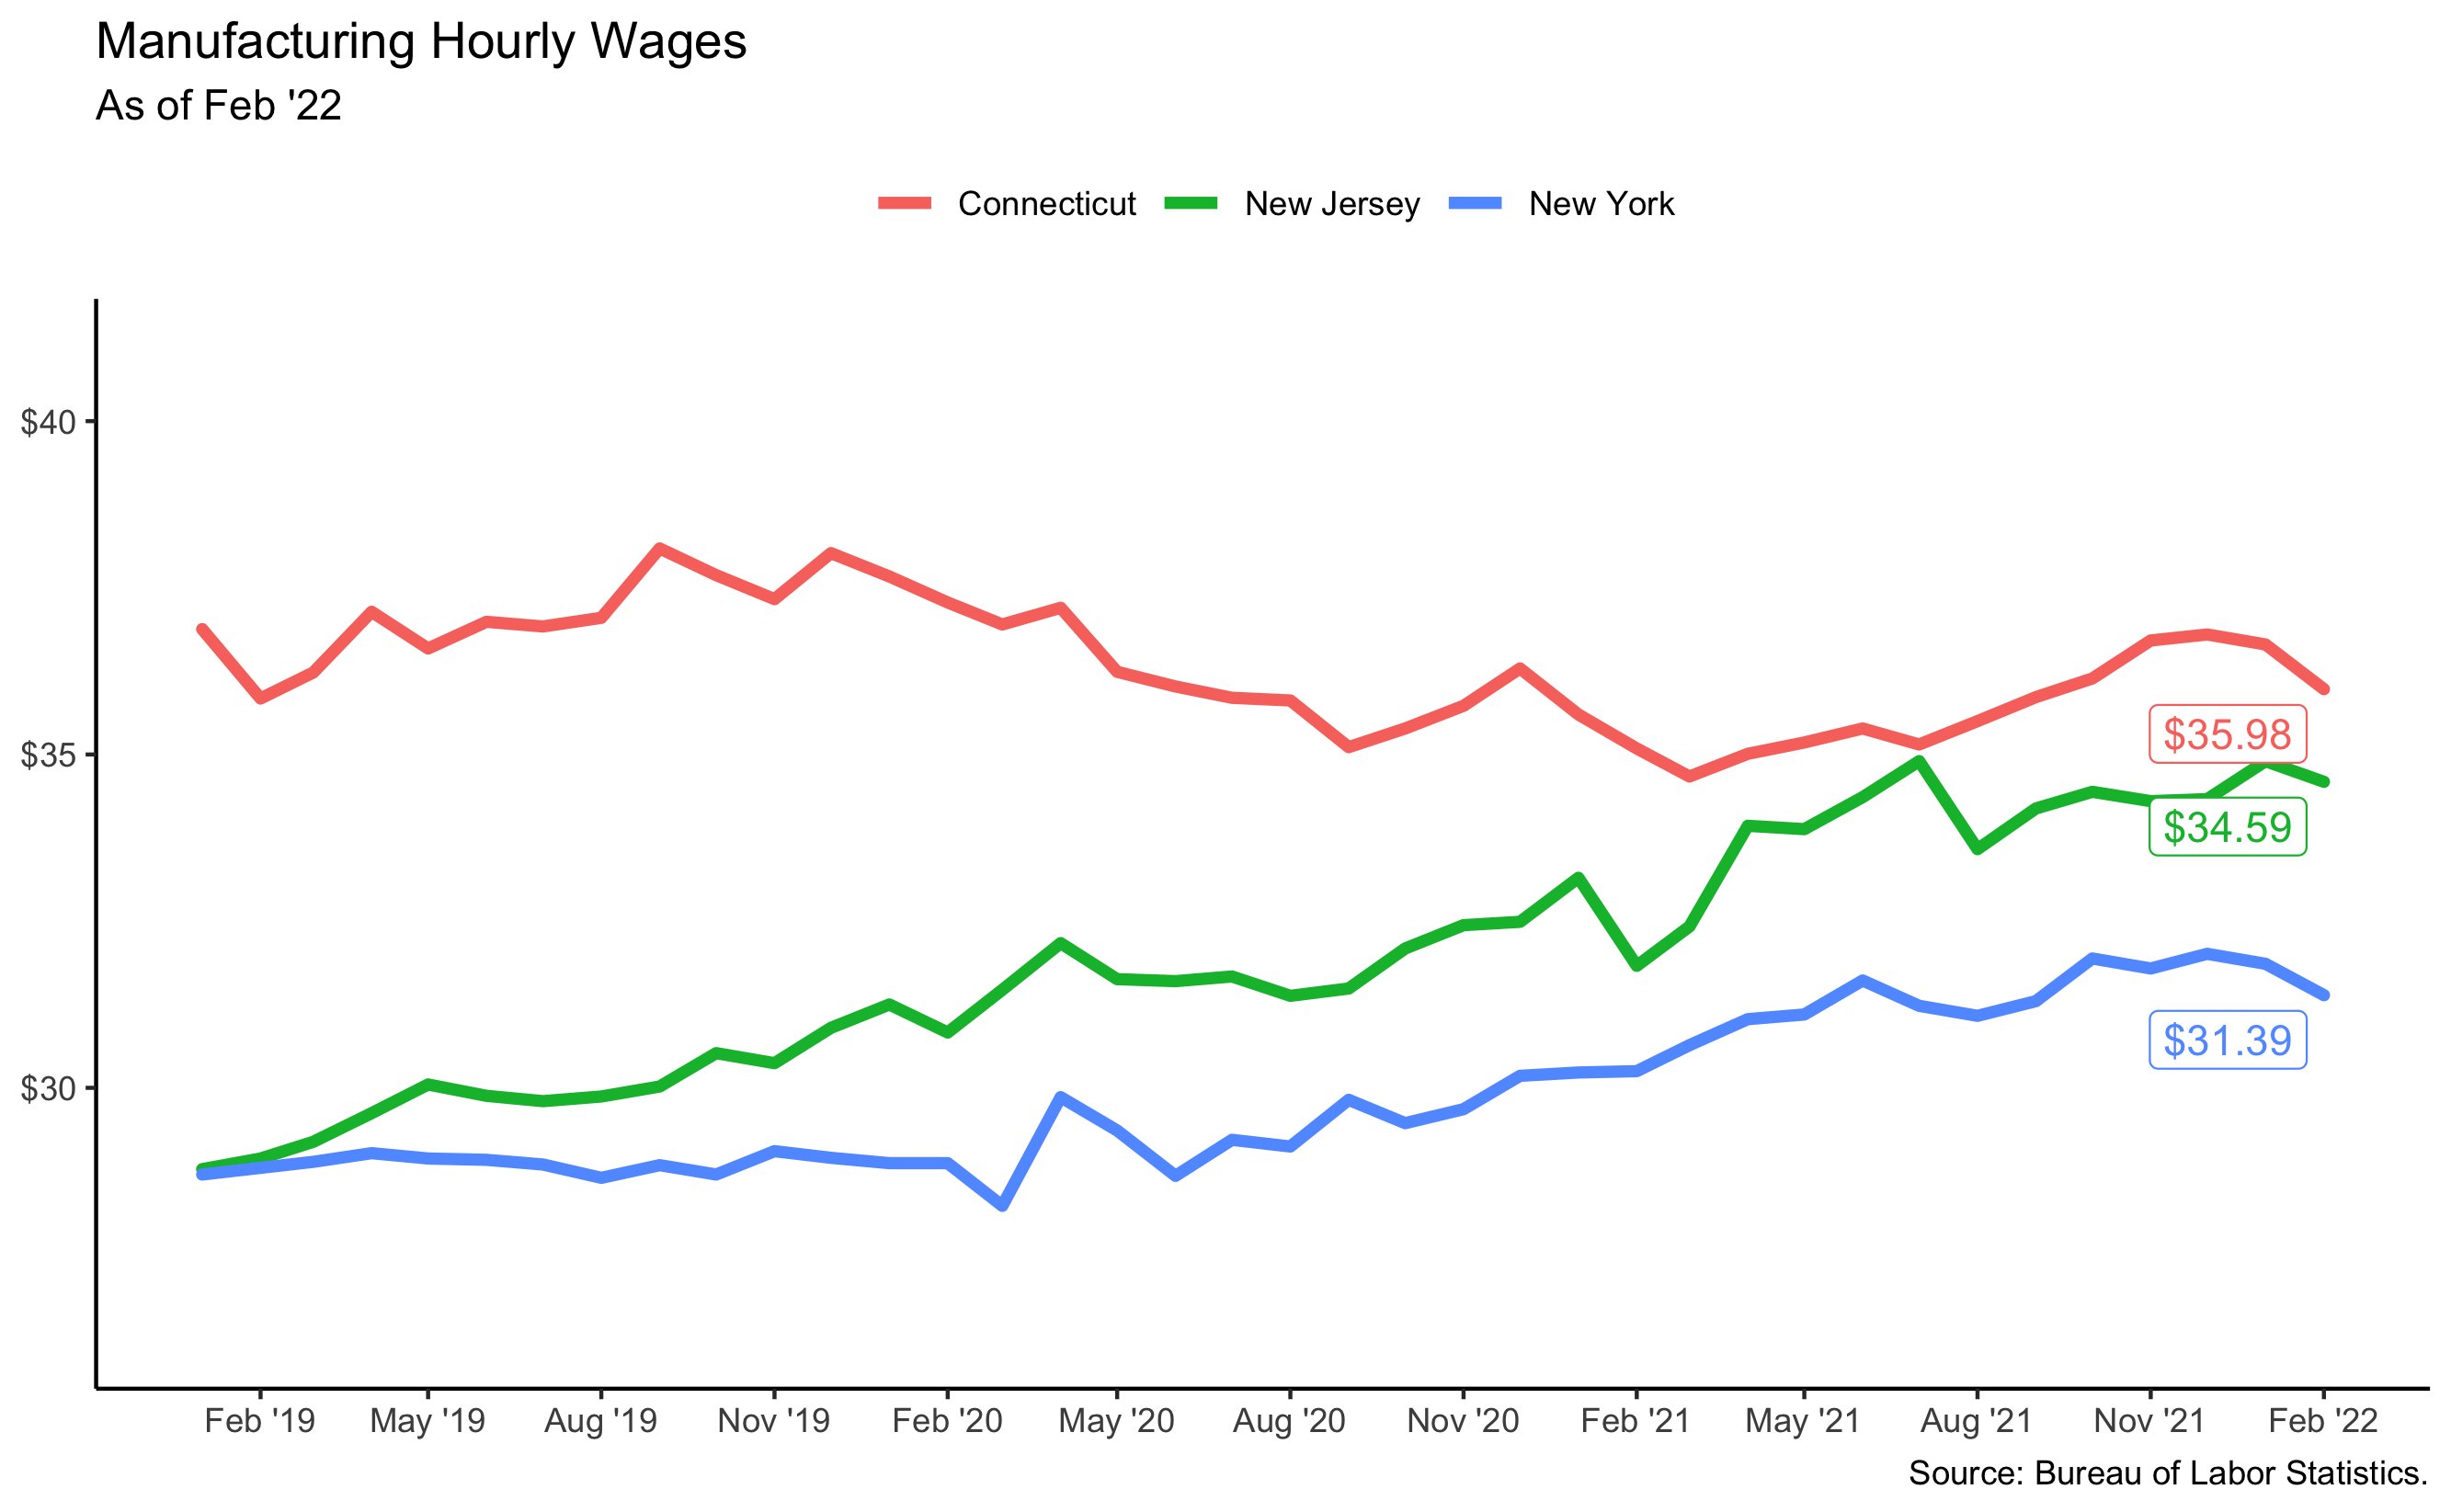 Manufacturing Hourly Wages
As of Feb '22
Connecticut New Jersey New York
$40
$35
$30
$35.98
$34.59
$31.39
Feb '19 May '19 Aug '19 Nov '19 Feb '20 May '20 Aug '20 Nov '20 Feb '21 May '21 Aug '21 Nov '21 Feb '22
Source: Bureau of Labor Statistics.